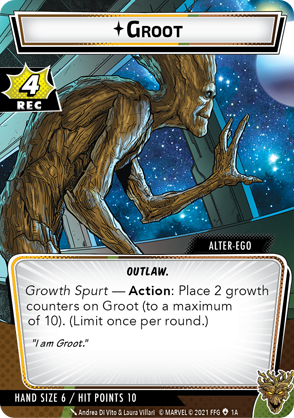 GROOT
4
REC
ALTER-EGO
OUTLAW.
Growth Spurt — Action: Place 2 growth
counters on Groot (to a maximum
of 10). (Limit once per round.)
"I am Groot."
HAND SIZE 6 / HIT POINTS 10
Andrea Di Vito & Laura Villari © MARVEL © 2021 FFG 1A